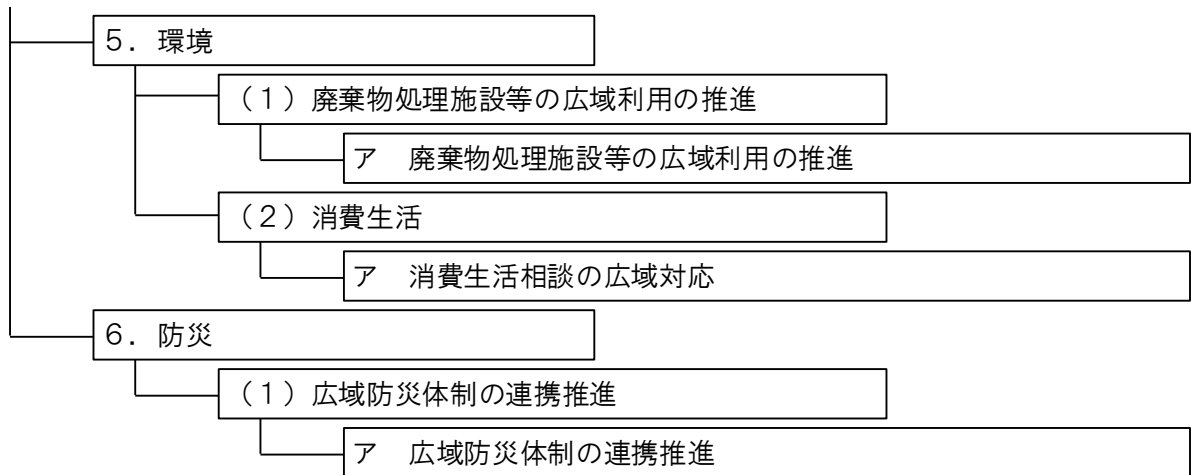 ５．環境
（１）廃棄物処理施設等の広域利用の推進
ア　廃棄物処理施設等の広域利用の推進
（２）消費生活
ア　消費生活相談の広域対応
６．防災
（１）広域防災体制の連携推進
ア　広域防災体制の連携推進